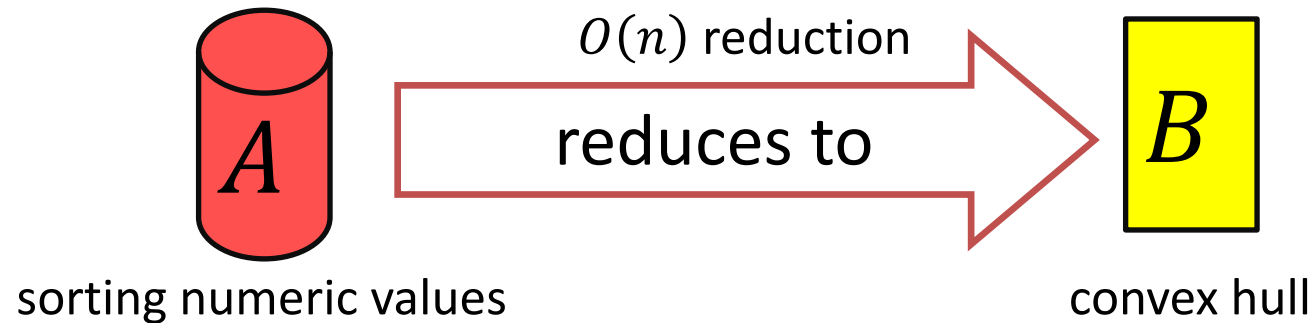 O(n) reduction
A
reduces to
B
sorting numeric values
convex hull